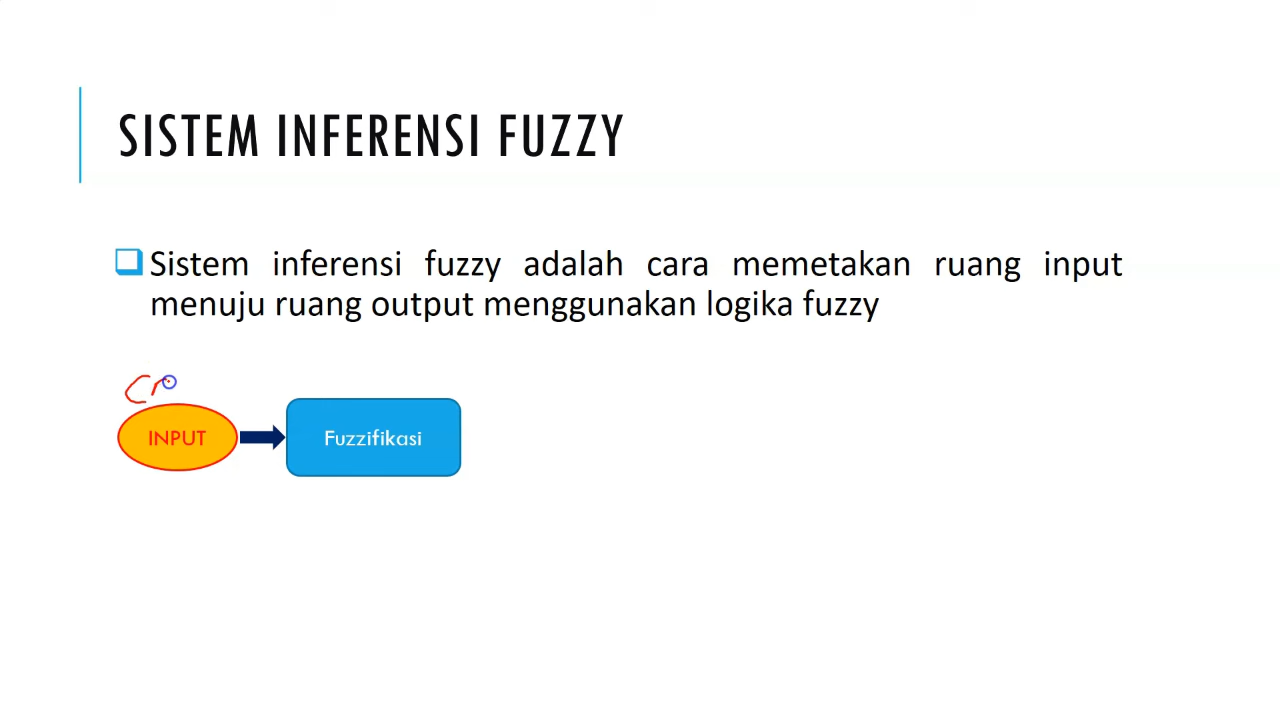 SISTEM INFERENSI FUZZY
Sistem inferensi fuzzy adalah cara memetakan ruang input
menuju ruang output menggunakan logika fuzzy
Cr
INPUT
Fuzzifikasi